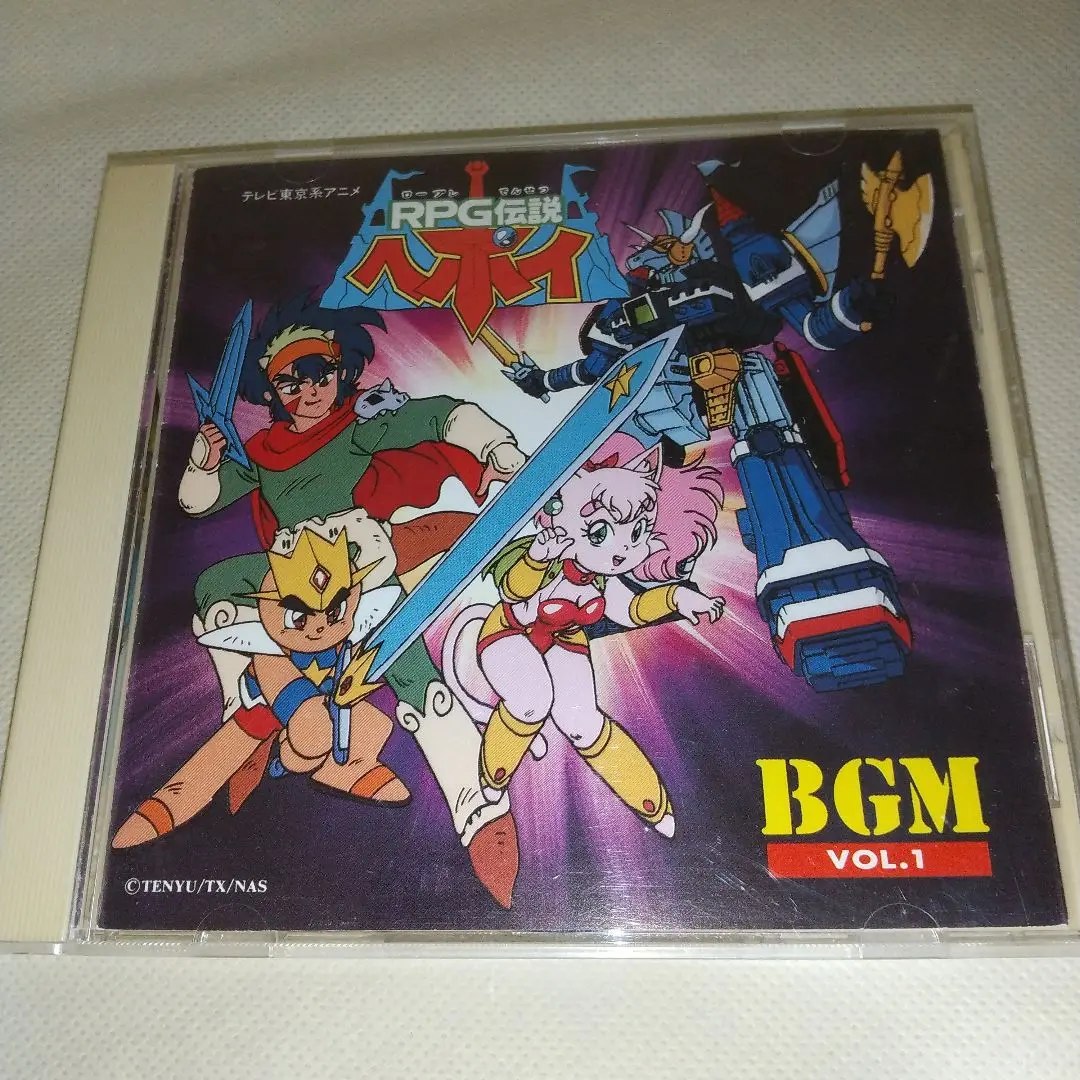 テレビ東京系アニメ
ロープレ でんせつ
RPG伝説
ヘポイ
BGM
VOL.1
©TENYU/TX/NAS